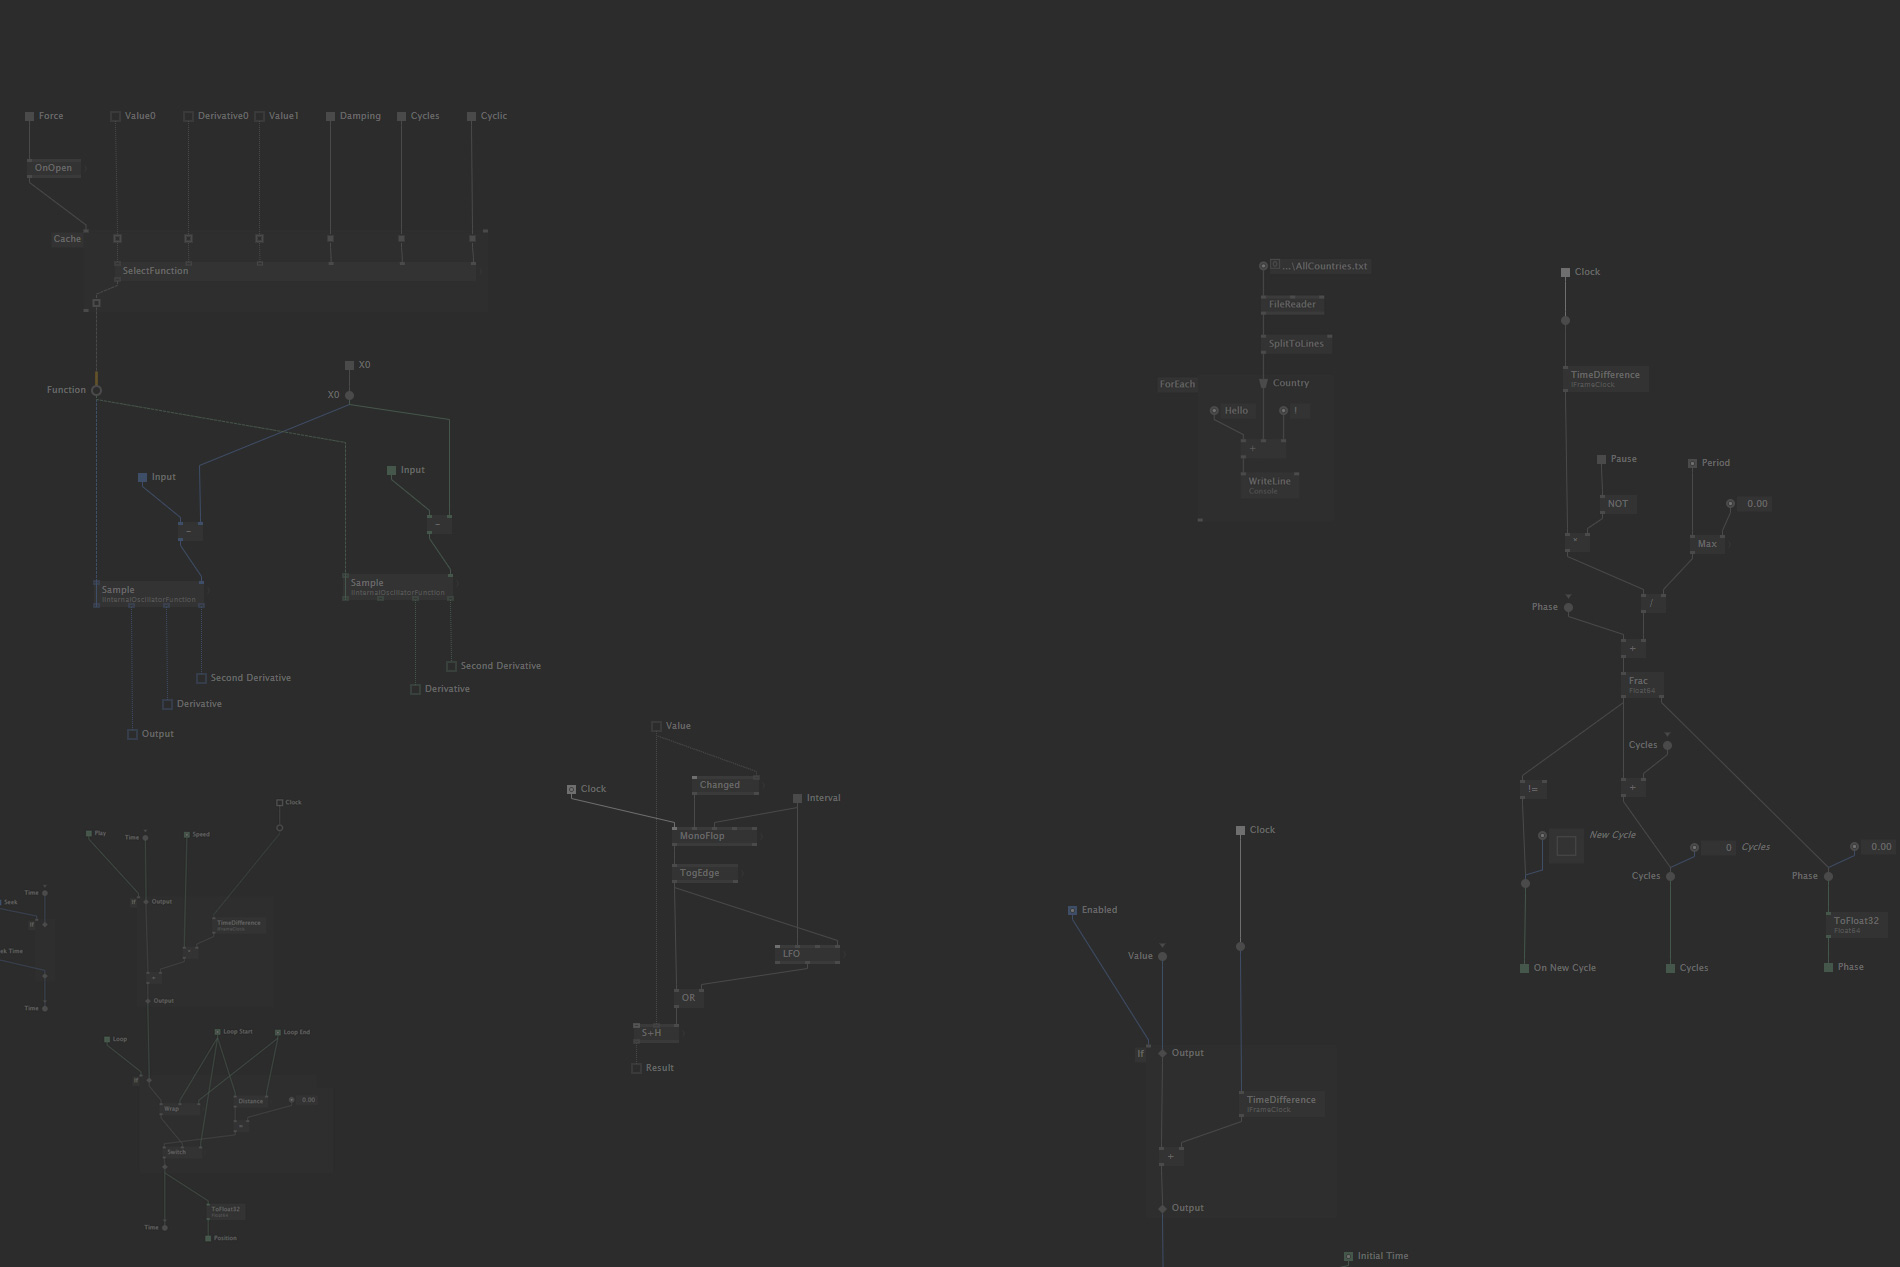 Force
Value0
Derivative0
Value1
Damping
Cycles
Cyclic
OnOpen
Cache
SelectFunction
Function
X0
X0
Input
Input
-
-
Sample
IInternalOscillatorFunction
Sample
IInternalOscillatorFunction
Second Derivative
Derivative
Output
Second Derivative
Derivative
Value
Clock
Changed
Interval
MonoFlop
TogEdge
LFO
OR
S+H
Result
Clock
Play
Time
Speed
If
Output
TimeDifference
IFrameClock
Output
Time
Seek
If
ek Time
Time
Loop
Loop Start
Loop End
If
Wrap
Distance
0.00
=
Switch
ToFloat32
Time
Position
...\AllCountries.txt
FileReader
SplitToLines
ForEach
Country
Hello
!
+
WriteLine
Console
Clock
Enabled
Value
If
Output
TimeDifference
IFrameClock
+
Output
Initial Time
Clock
TimeDifference
IFrameClock
Pause
Period
NOT
0.00
*
Max
Phase
/
+
Frac
Float64
Cycles
!=
+
New Cycle
0
Cycles
0.00
Cycles
Phase
ToFloat32
Float64
On New Cycle
Cycles
Phase